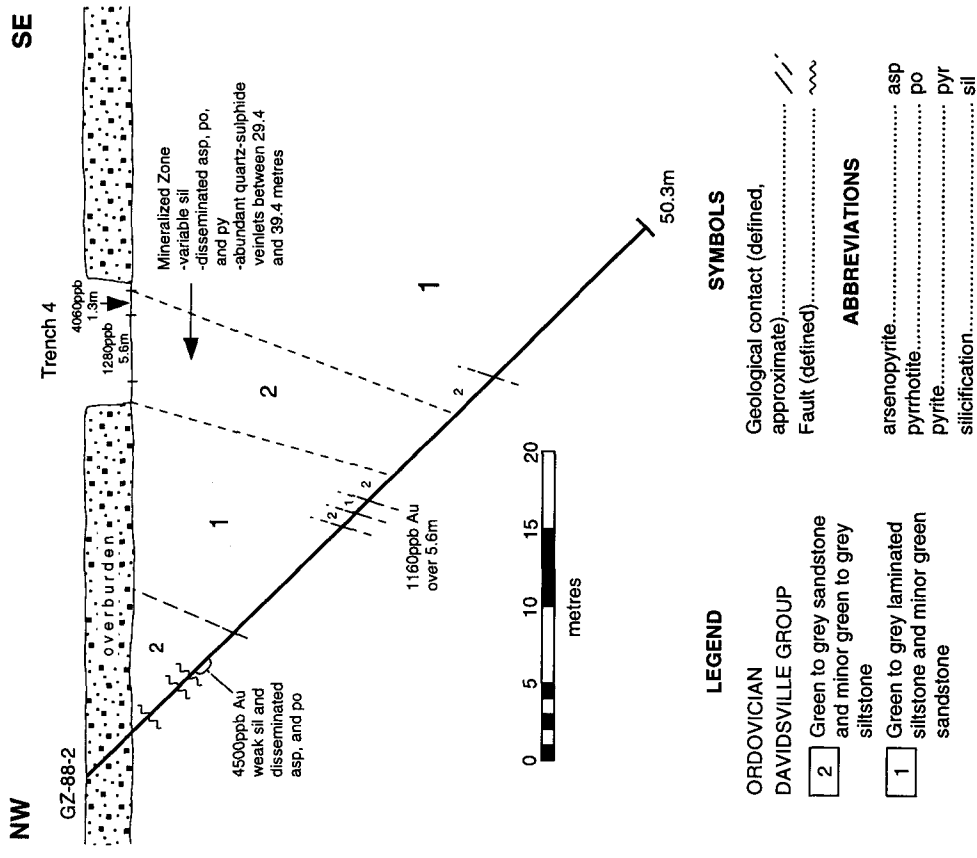 NW
SE
GZ-88-2
Trench 4
4060ppb
1.3m
1280ppb
5.6m
overburden
Mineralized Zone
-variable sil
-disseminated asp, po,
and py
-abundant quartz-sulphide
veinlets between 29.4
and 39.4 metres
2
1
2
1
2
1
2
2
4500ppb Au
weak sil and
disseminated
asp, and po
1160ppb Au
over 5.6m
50.3m
0 5 10 15 20
metres
LEGEND
ORDOVICIAN
DAVIDSVILLE GROUP
2 Green to grey sandstone
and minor green to grey
siltstone
1 Green to grey laminated
siltstone and minor green
sandstone
SYMBOLS
Geological contact (defined,
approximate)
Fault (defined)
ABBREVIATIONS
arsenopyrite asp
pyrrhotite po
pyrite pyr
silicification sil